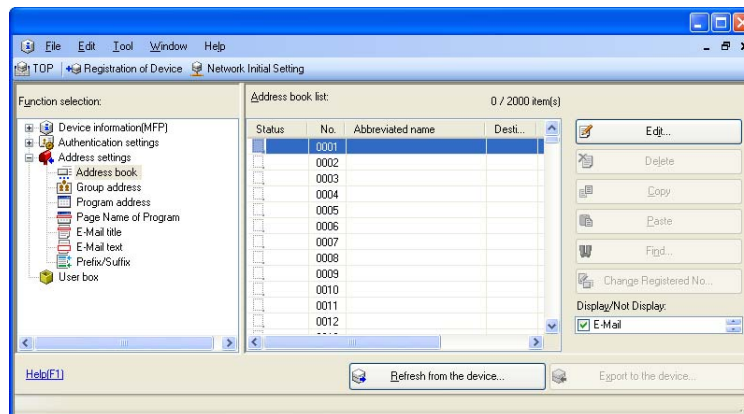 File Edit Tool Window Help
TOP Registration of Device Network Initial Setting
Function selection:
Device information(MFP)
Authentication settings
Address settings
Address book
Group address
Program address
Page Name of Program
E-Mail title
E-Mail text
Prefix/Suffix
User box
Address book list: 0 / 2000 item(s)
Status No. Abbreviated name Desti...
0001
0002
0003
0004
0005
0006
0007
0008
0009
0010
0011
0012
Edit...
Delete
Copy
Paste
Find...
Change Registered No...
Display/Not Display:
E-Mail
Help(F1)
Refresh from the device...
Export to the device...